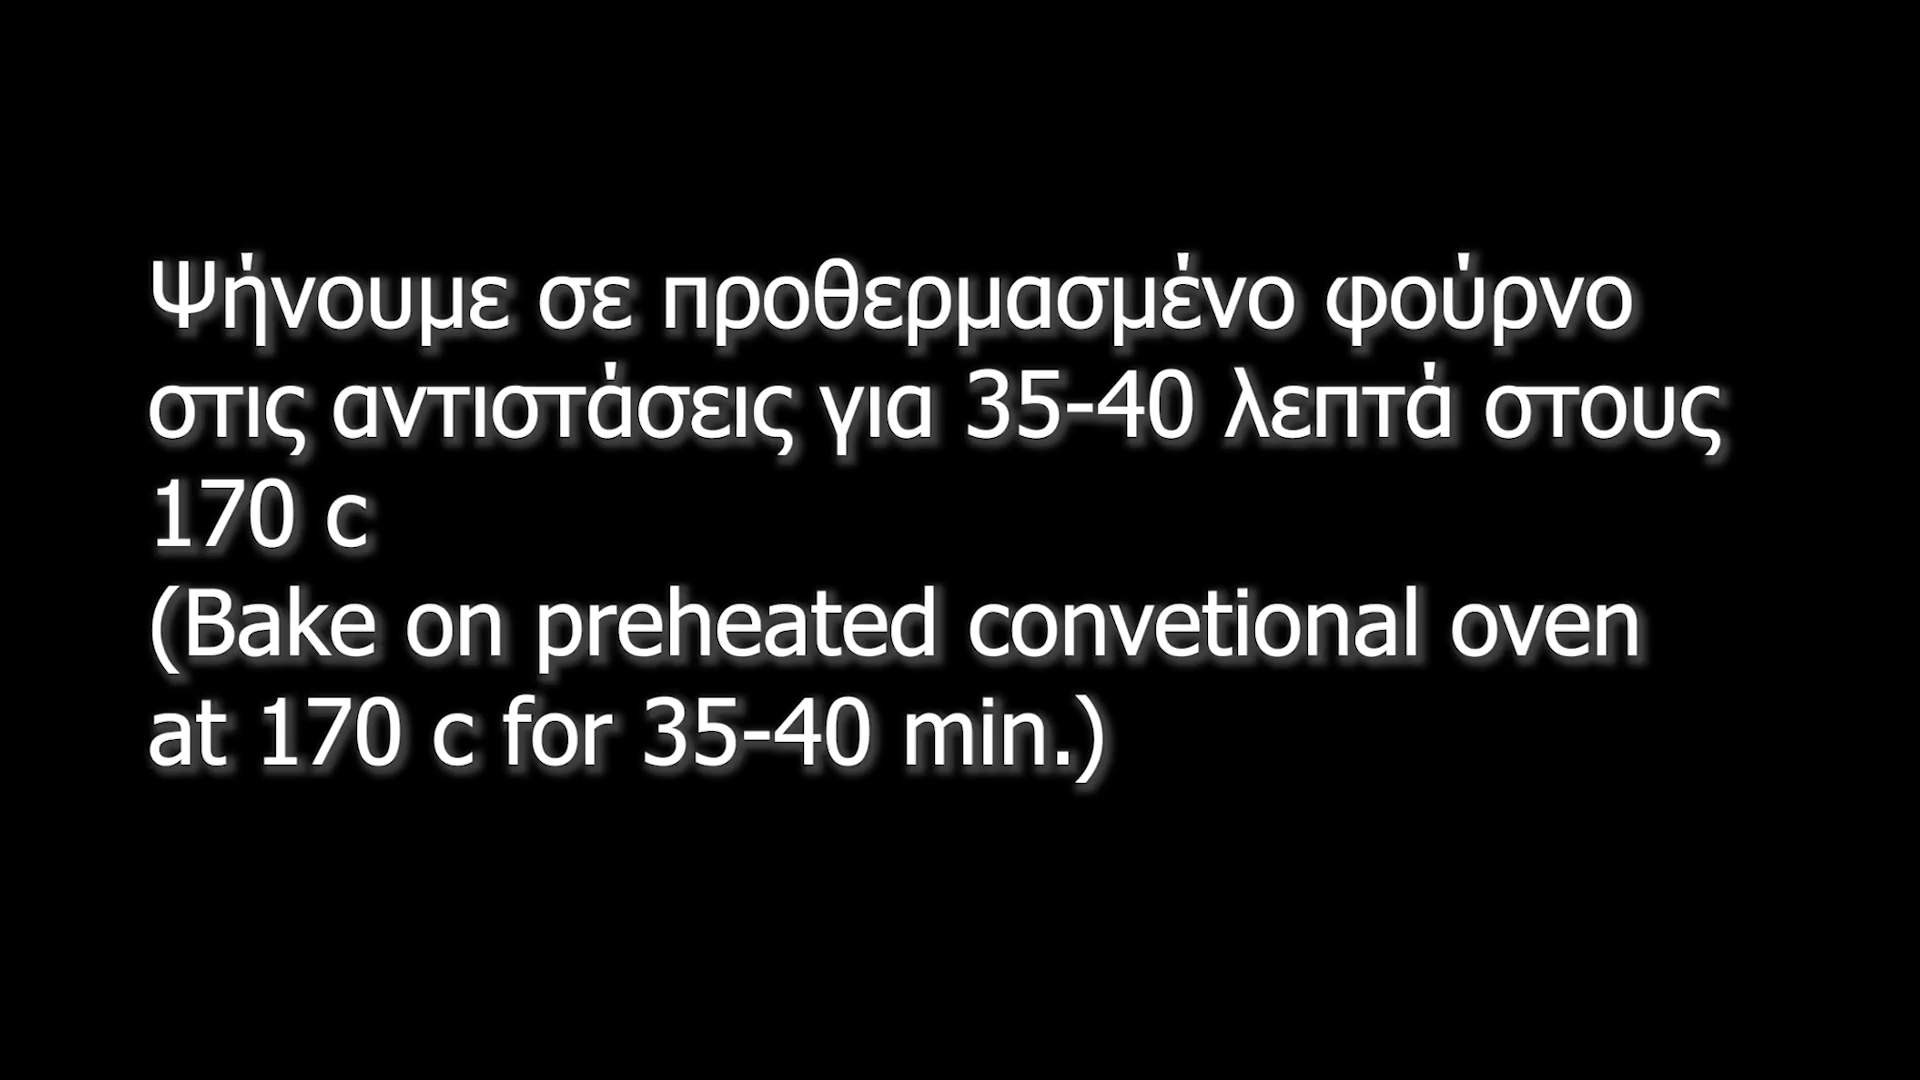 Ψήνουμε σε προθερμασμένο φούρνο
στις αντιστάσεις για 35-40 λεπτά στους
170 c
(Bake on preheated convetional oven
at 170 c for 35-40 min.)